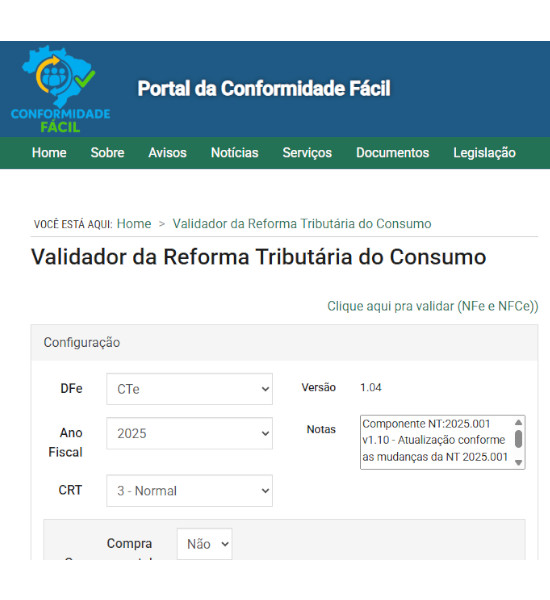 CONFORMIDADE
FÁCIL
Portal da Conformidade Fácil
Home Sobre Avisos Notícias Serviços Documentos Legislação
VOCÊ ESTÁ AQUI: Home > Validador da Reforma Tributária do Consumo
Validador da Reforma Tributária do Consumo
Clique aqui pra validar (NFe e NFCe))
Configuração
DFe CTe Versão 1.04
Ano Fiscal 2025 Notas Componente NT:2025.001
v1.10 - Atualização conforme
as mudanças da NT 2025.001
CRT 3 - Normal
Compra Não